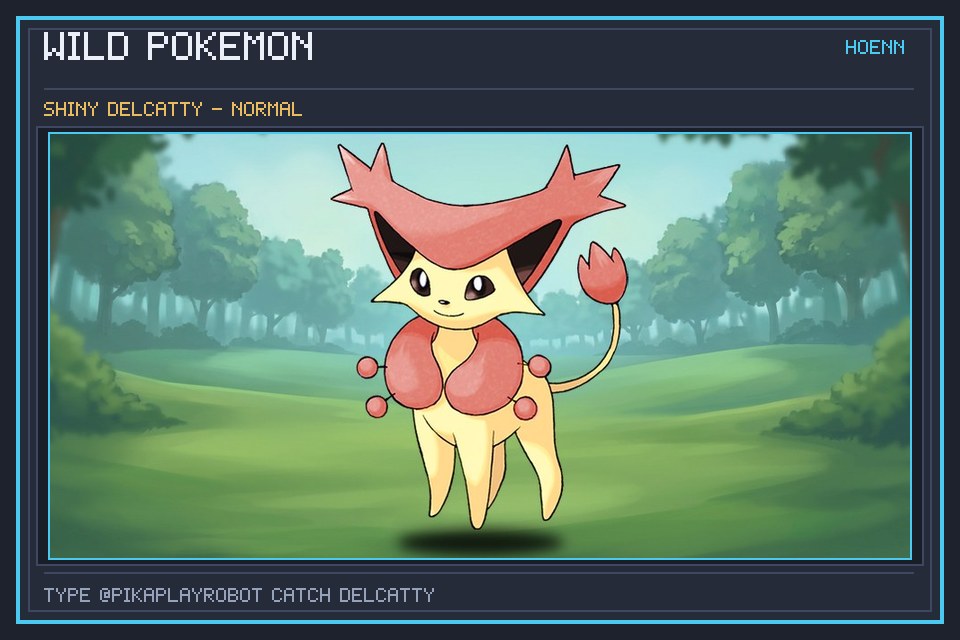 WILD POKEMON
HOENN
SHINY DELCATTY - NORMAL
TYPE @PIKAPLAYROBOT CATCH DELCATTY